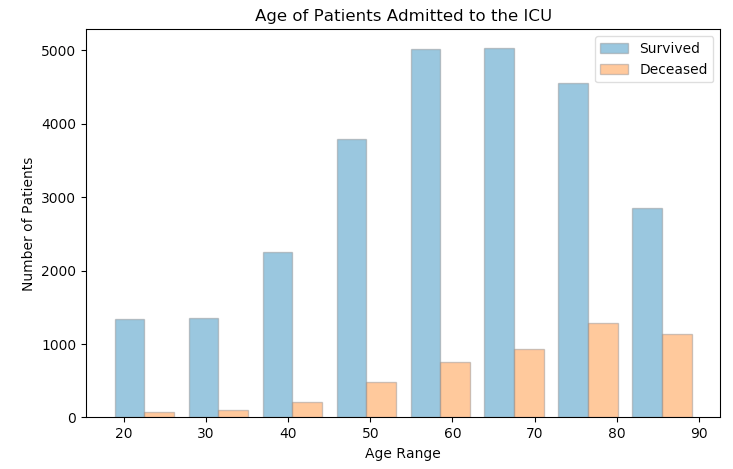 Age of Patients Admitted to the ICU
Survived
Deceased
5000
4000
3000
2000
1000
0
Number of Patients
20 30 40 50 60 70 80 90
Age Range